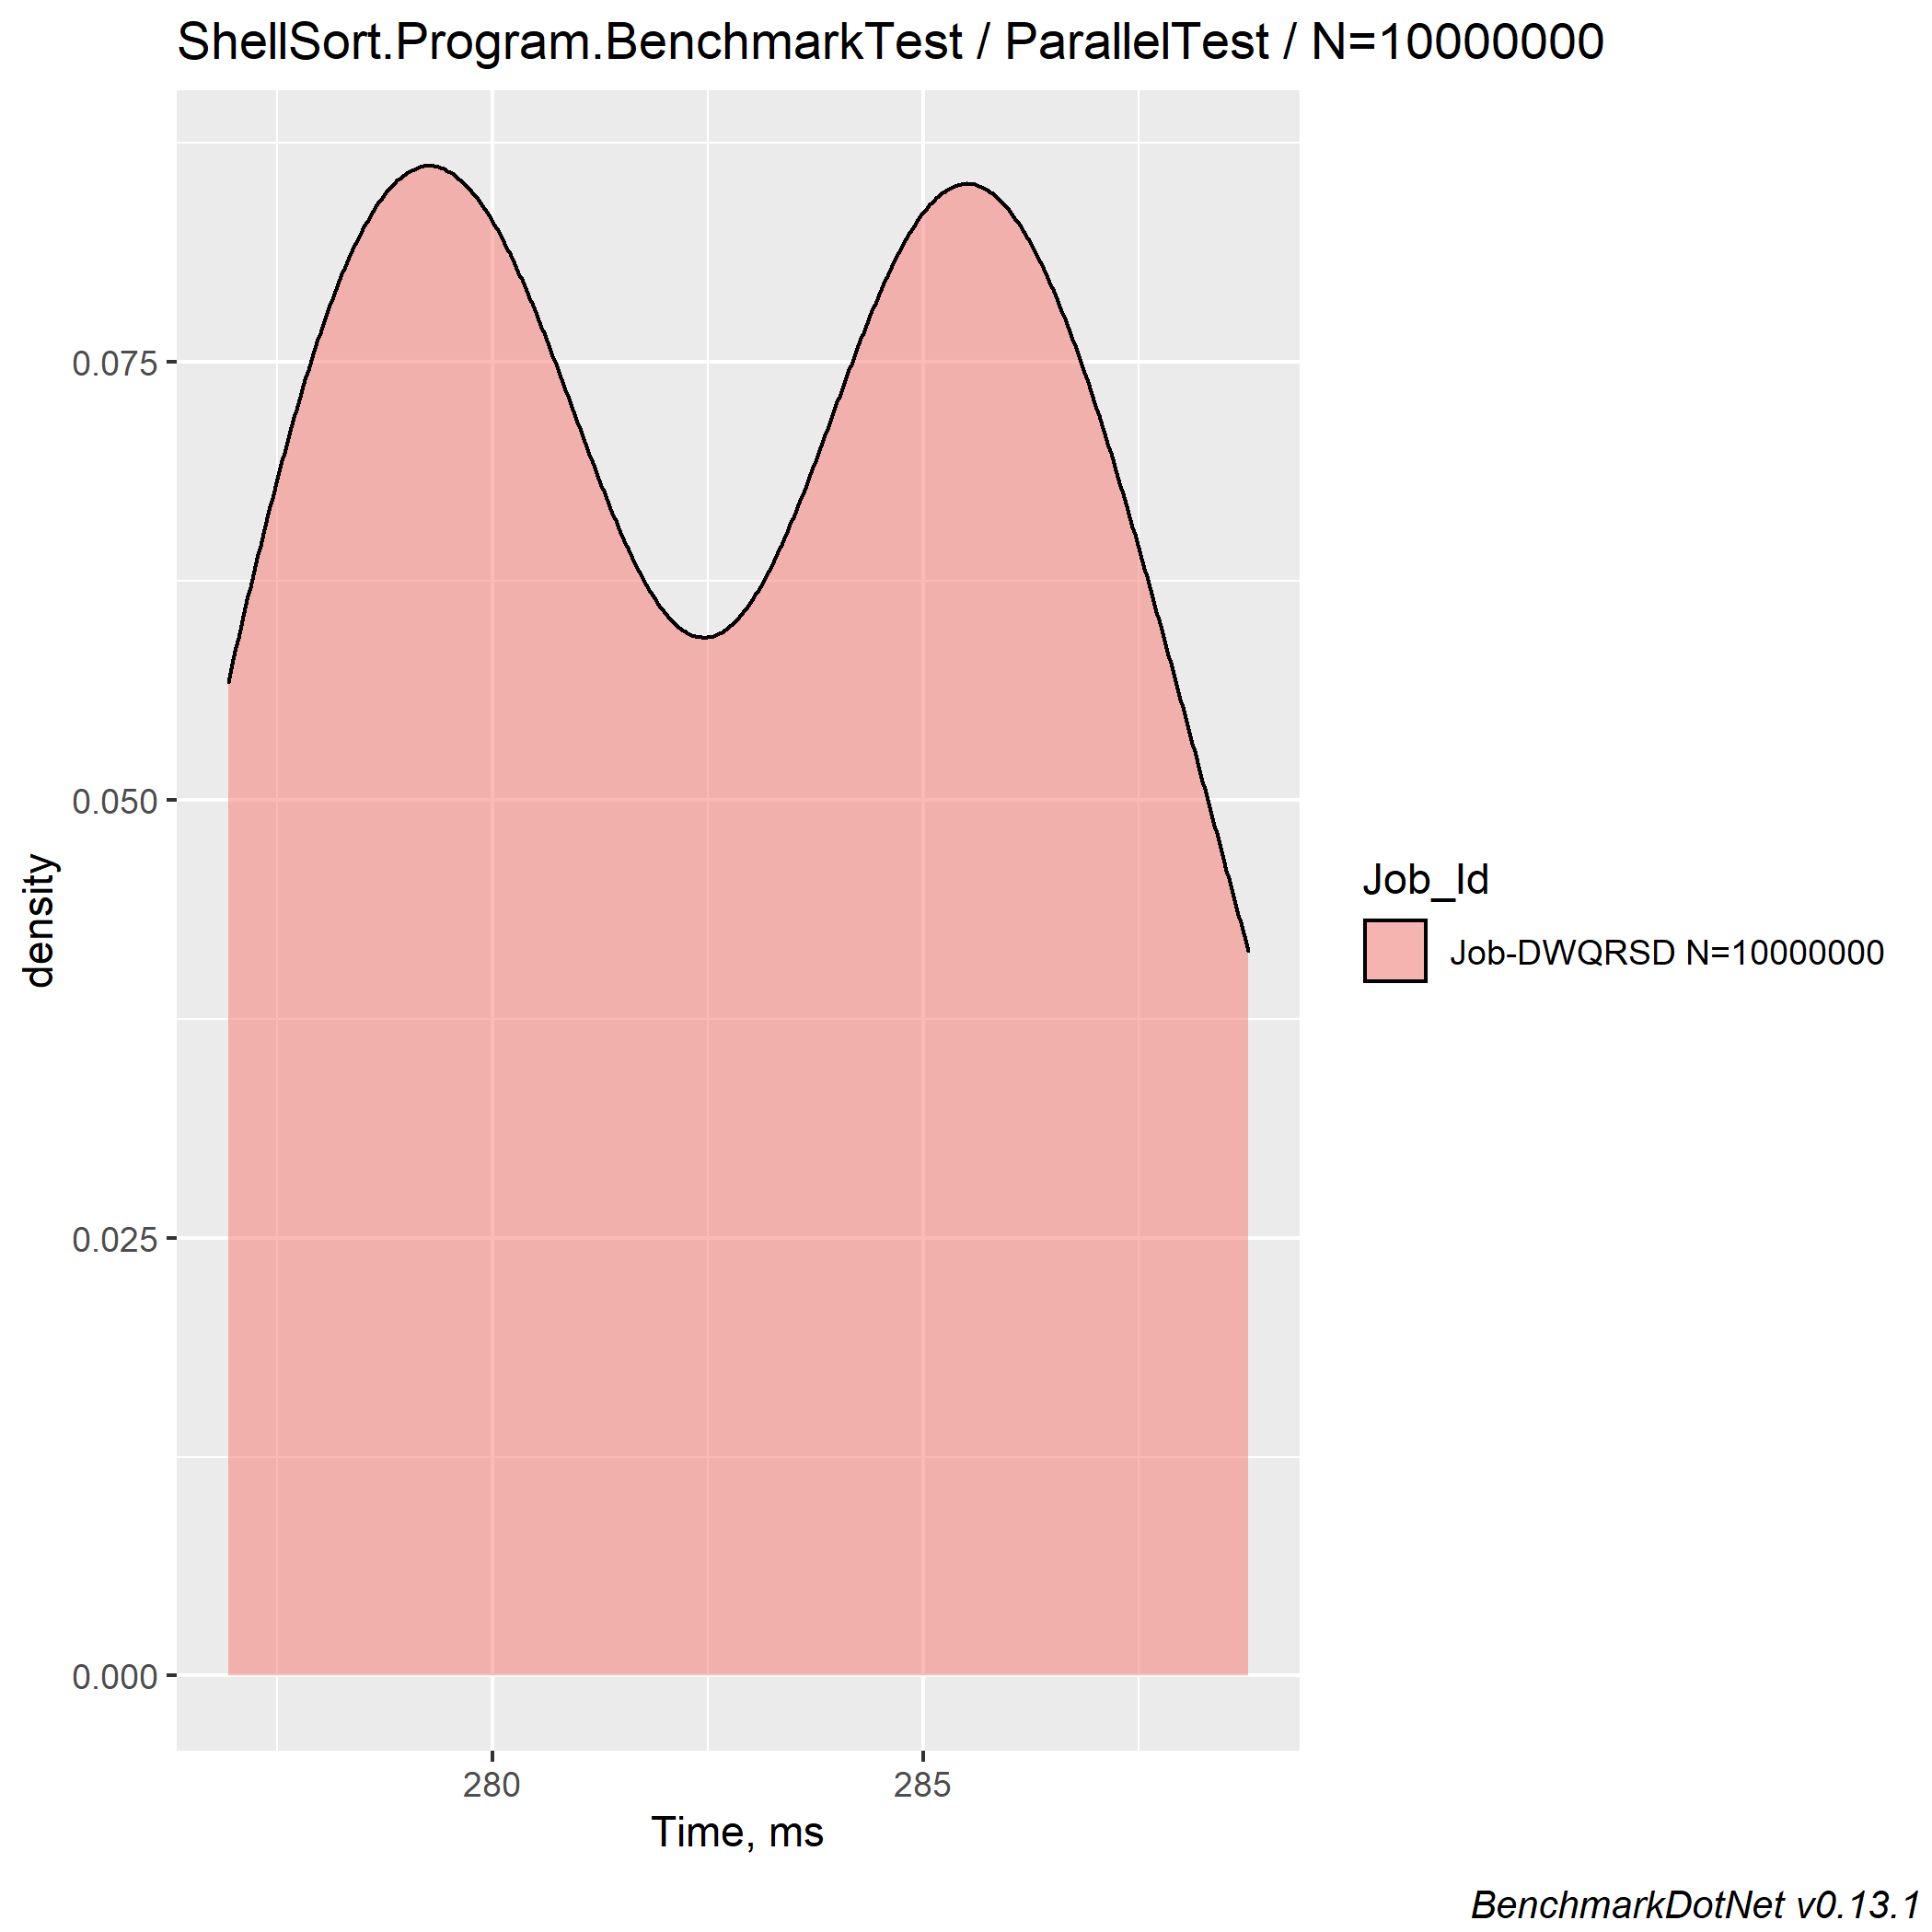 ShellSort.Program.BenchmarkTest / ParallelTest / N=10000000
density
0.075
0.050
0.025
0.000
280
285
Time, ms
Job_Id
Job-DWQRSD N=10000000
BenchmarkDotNet v0.13.1